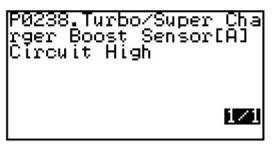 P0238.Turbo/Super Cha
rger Boost Sensor[A]
Circuit High
1/1